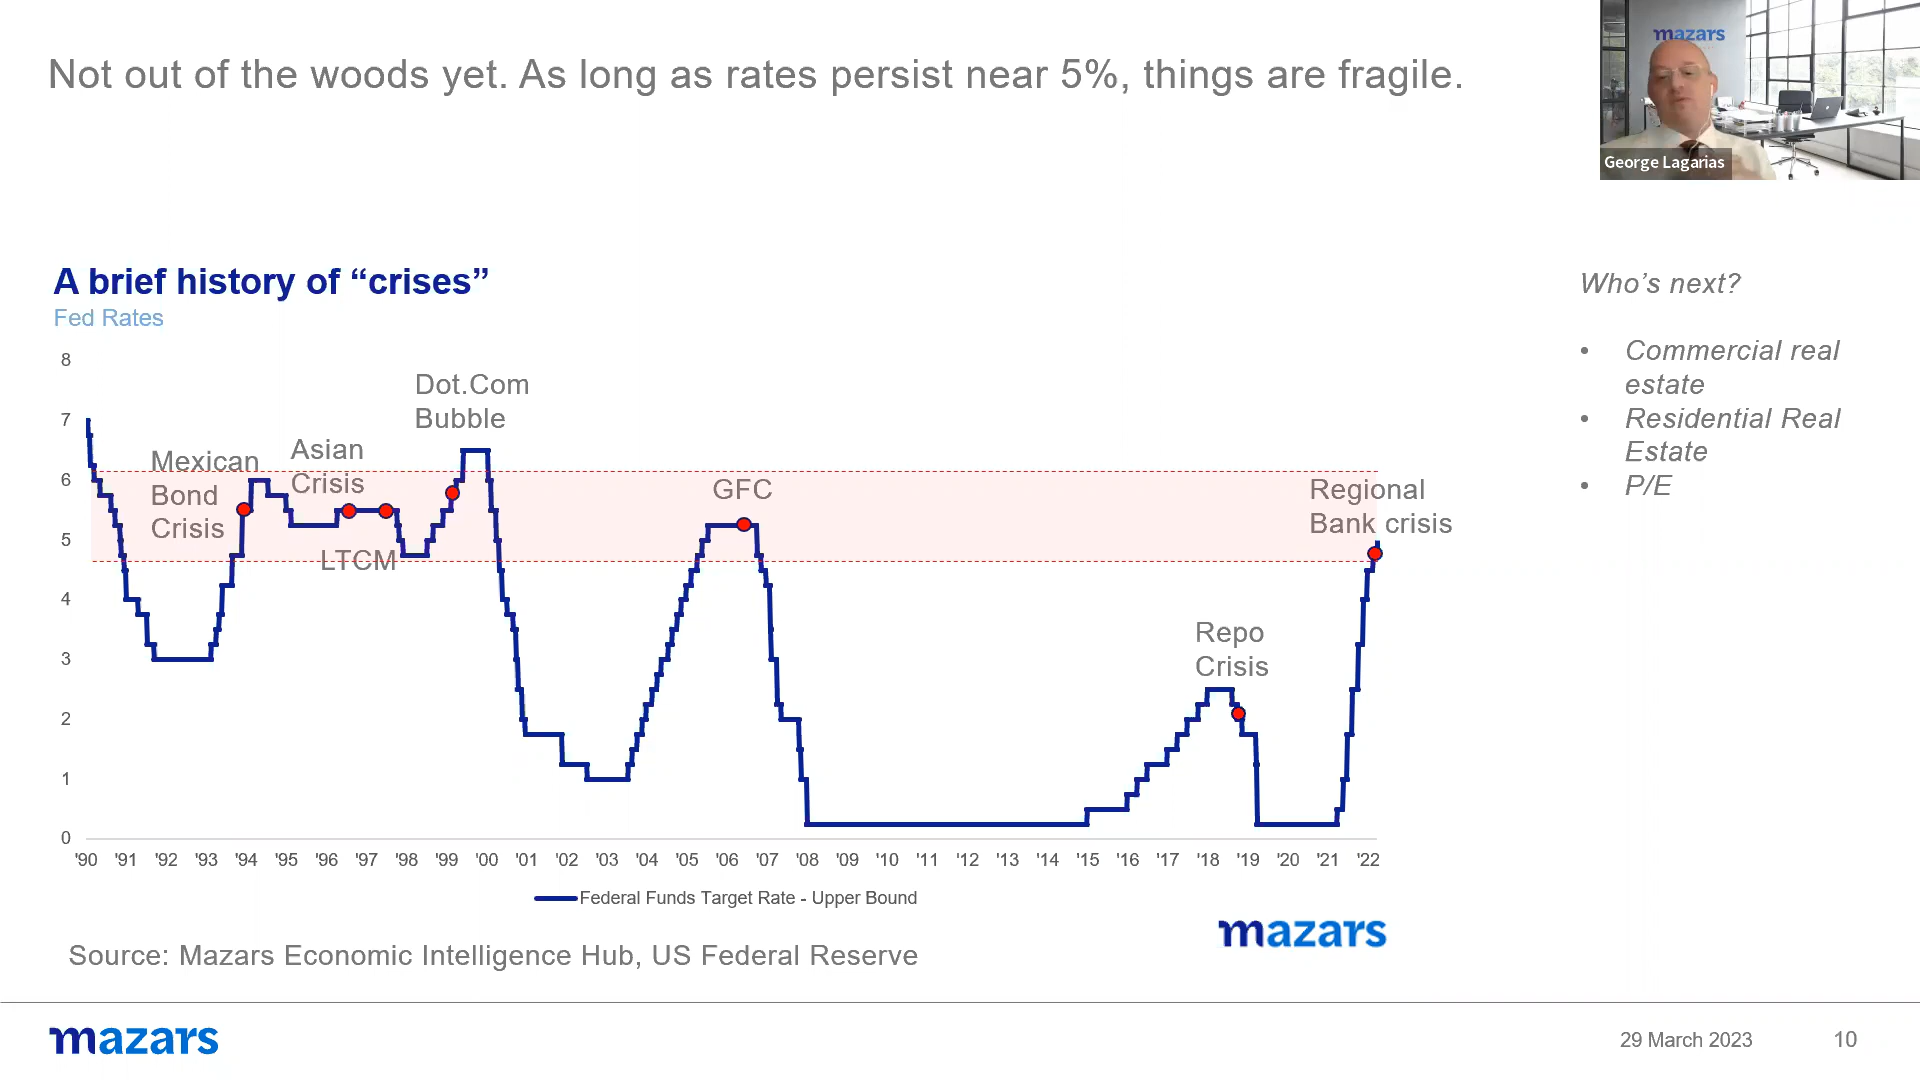 Not out of the woods yet. As long as rates persist near 5%, things are fragile.
mazars
George Lagarias
A brief history of “crises”
Fed Rates
Who’s next?
• Commercial real
estate
• Residential Real
Estate
• P/E
8
7
6
5
4
3
2
1
0
Mexican
Bond
Crisis
Asian
Crisis
LTCM
Dot.Com
Bubble
GFC
Repo
Crisis
Regional
Bank crisis
'90 '91 '92 '93 '94 '95 '96 '97 '98 '99 '00 '01 '02 '03 '04 '05 '06 '07 '08 '09 '10 '11 '12 '13 '14 '15 '16 '17 '18 '19 '20 '21 '22
Federal Funds Target Rate - Upper Bound
mazars
Source: Mazars Economic Intelligence Hub, US Federal Reserve
mazars
29 March 2023
10